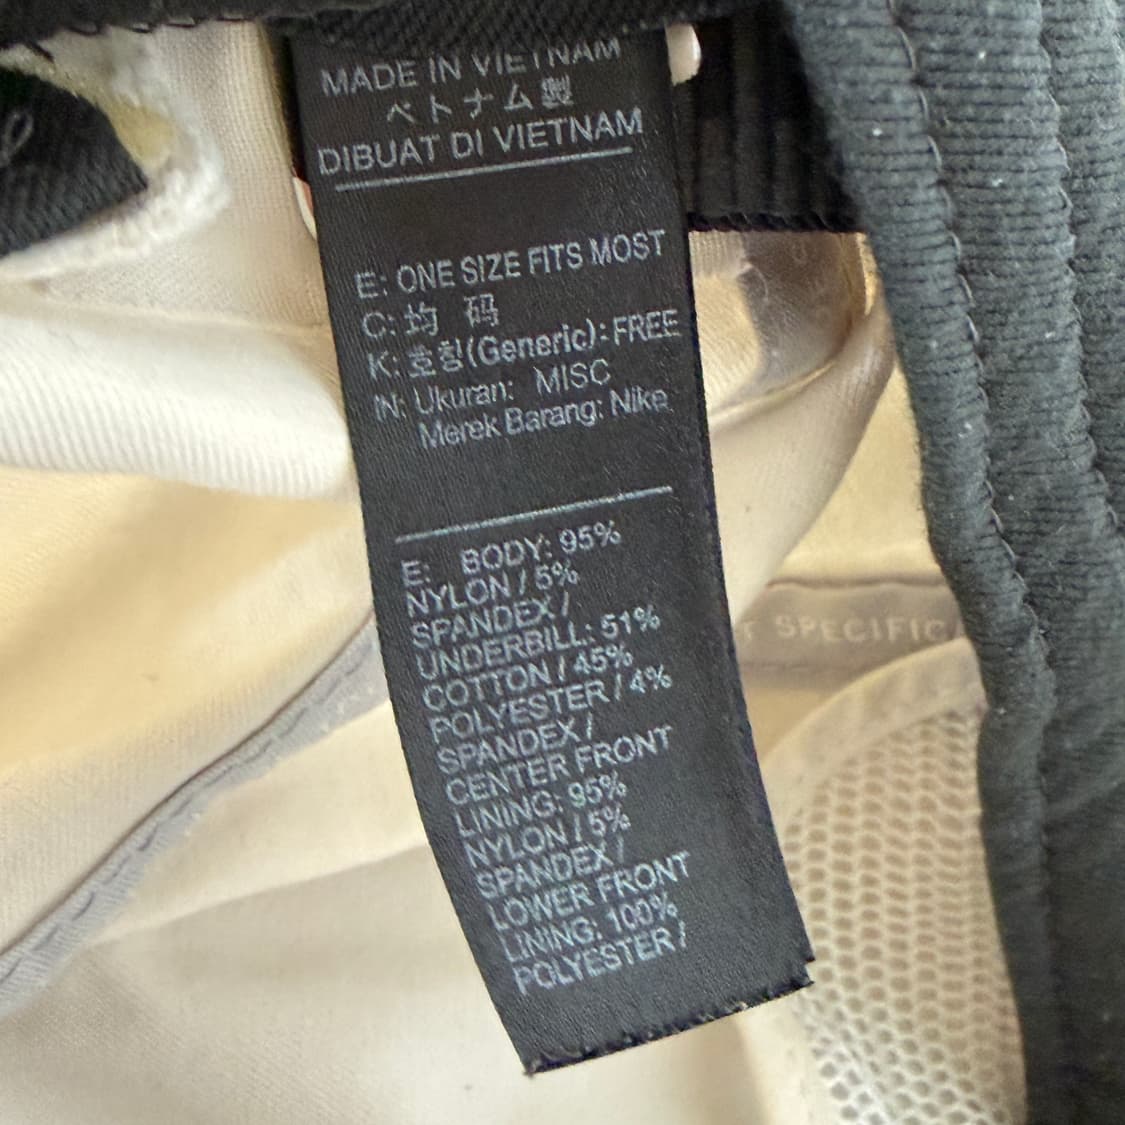 MADE IN VIETNAM
ベトナム製
DIBUAT DI VIETNAM
E: ONE SIZE FITS MOST
C: 均 码
K: 호칭(Generic): FREE
IN: Ukuran: MISC
Merek Barang: Nike
E: BODY: 95%
NYLON / 5%
SPANDEX /
UNDERBILL: 51%
COTTON / 45%
POLYESTER / 4%
SPANDEX /
CENTER FRONT
LINING: 95%
NYLON / 5%
SPANDEX /
LOWER FRONT
LINING: 100%
POLYESTER /
SPECIFIC